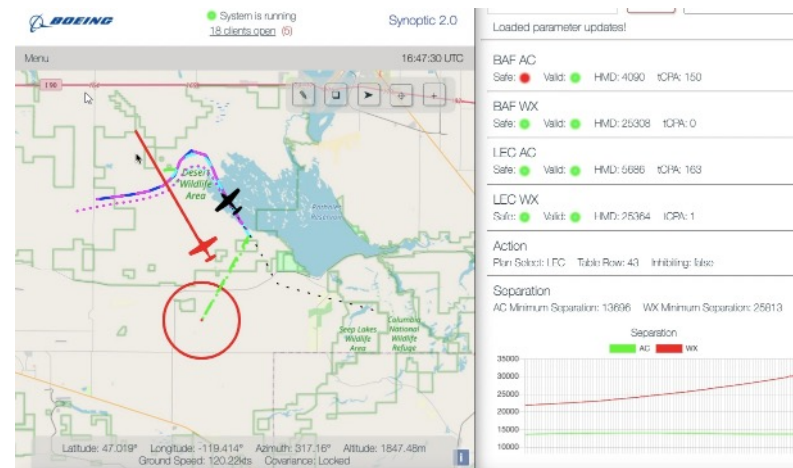 BOEING
System is running
18 clients open (5)
Synoptic 2.0
Menu
16:47:30 UTC
I 90
Desert
Wildlife
Area
Potholes
Reservoir
Seep Lakes
Wildlife
Area
Columbia
National
Wildlife
Refuge
Latitude: 47.019° Longitude: -119.414° Azimuth: 317.16° Altitude: 1847.48m
Ground Speed: 120.22kts Covariance: Locked
Loaded parameter updates!
BAF AC
Safe: Valid: HMD: 4090 tCPA: 150
BAF WX
Safe: Valid: HMD: 25308 tCPA: 0
LEC AC
Safe: Valid: HMD: 5686 tCPA: 163
LEC WX
Safe: Valid: HMD: 25364 tCPA: 1
Action
Plan Select: LEC Table Row: 43 Inhibiting: false
Separation
AC Minimum Separation: 13696 WX Minimum Separation: 25813
Separation
AC WX
35000
30000
25000
20000
15000
10000